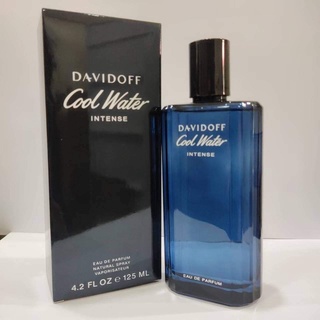 DAVIDOFF
Cool Water
INTENSE
EAU DE PARFUM
NATURAL SPRAY
VAPORISATEUR
4.2 FL OZ e 125 ML
DAVIDOFF
Cool Water
INTENSE
EAU DE PARFUM